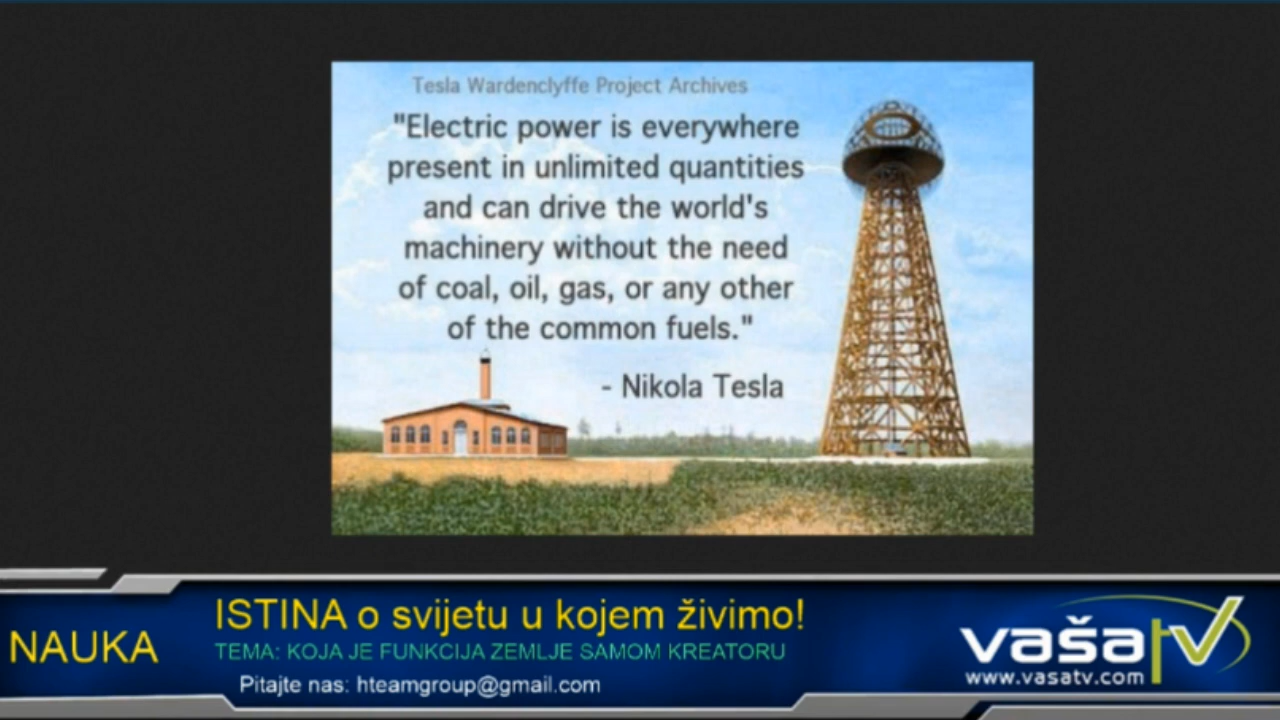 Tesla Wardenclyffe Project Archives
"Electric power is everywhere
present in unlimited quantities
and can drive the world's
machinery without the need
of coal, oil, gas, or any other
of the common fuels."
- Nikola Tesla
NAUKA
ISTINA o svijetu u kojem živimo!
TEMA: KOJA JE FUNKCIJA ZEMLJE SAMOM KREATORU
Pitajte nas: hteamgroup@gmail.com
vaša tv
www.vasatv.com